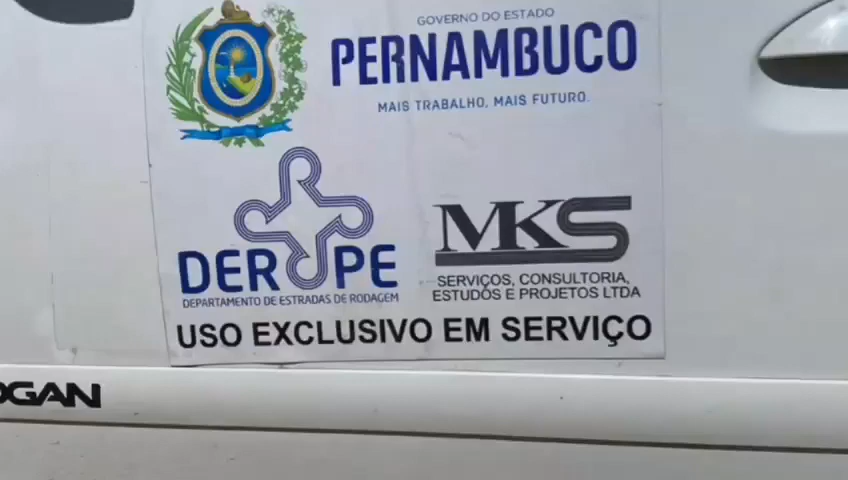 GOVERNO DO ESTADO
PERNAMBUCO
MAIS TRABALHO, MAIS FUTURO.
DER PE
DEPARTAMENTO DE ESTRADAS DE RODAGEM
MKS
SERVIÇOS, CONSULTORIA,
ESTUDOS E PROJETOS LTDA
USO EXCLUSIVO EM SERVIÇO
OGAN